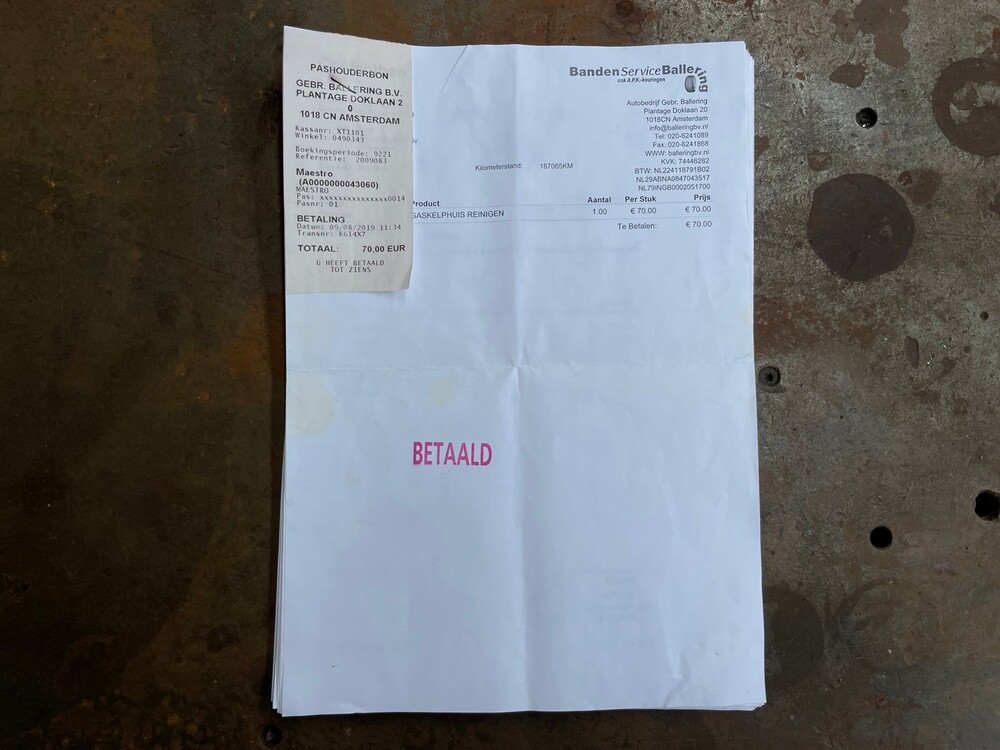 PASHOUDERBON
GEBR. BALLERING B.V.
PLANTAGE DOKLAAN 2
0
1018 CN AMSTERDAM
Kassanr: XT1101
Winkel: 0490343
Boekingsperiode: 9221
Referentie: 2009083
Maestro
(A0000000043060)
MAESTRO
Pas: xxxxxxxxxxxxxxx0014
Pasnr: 01
BETALING
Datum: 09/08/2019 11:34
Transnr: KG14X7
TOTAAL: 70,00 EUR
U HEEFT BETAALD
TOT ZIENS
BandenServiceBallering
ook A.P.K.-keuringen
Autobedrijf Gebr. Ballering
Plantage Doklaan 20
1018CN Amsterdam
info@balleringbv.nl
Tel: 020-6241089
Fax: 020-6241868
WWW: balleringbv.nl
KVK: 74446282
BTW: NL224118791B02
NL29ABNA0847043517
NL79INGB0002051700
Kilometerstand: 187065KM
Product Aantal Per Stuk Prijs
GASKELPHUIS REINIGEN 1.00 € 70.00 € 70.00
Te Betalen: € 70.00
BETAALD